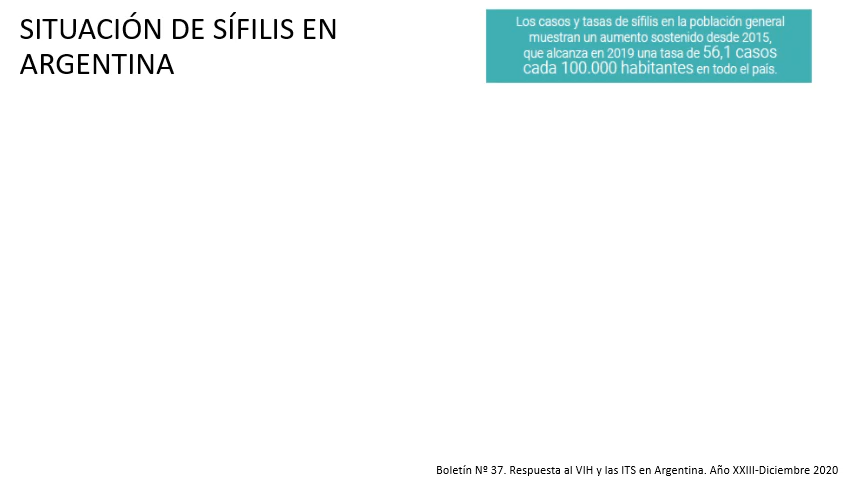 SITUACIÓN DE SÍFILIS EN
ARGENTINA
Los casos y tasas de sífilis en la población general
muestran un aumento sostenido desde 2015,
que alcanza en 2019 una tasa de 56,1 casos
cada 100.000 habitantes en todo el país.
Boletín Nº 37. Respuesta al VIH y las ITS en Argentina. Año XXIII-Diciembre 2020